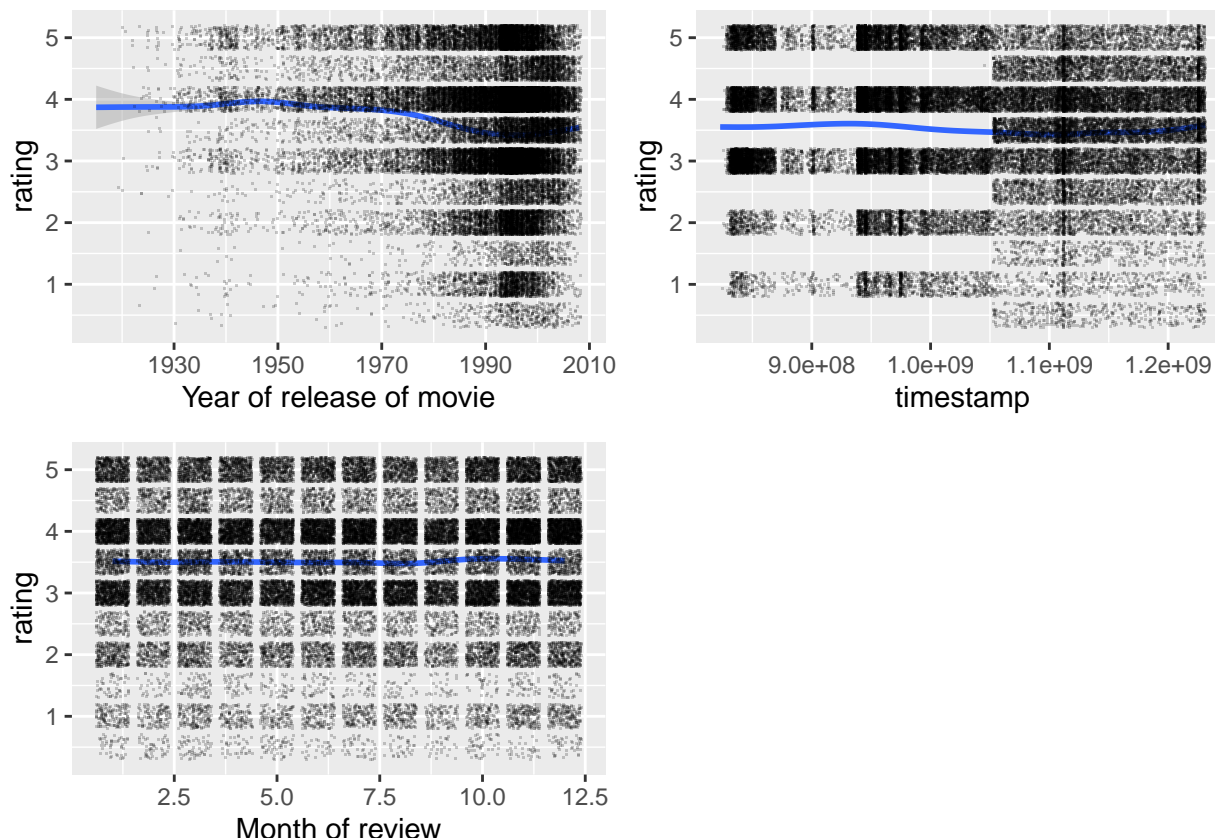 5
4
3
2
1
rating
1930 1950 1970 1990 2010
Year of release of movie
5
4
3
2
1
rating
9.0e+08 1.0e+09 1.1e+09 1.2e+09
timestamp
5
4
3
2
1
rating
2.5 5.0 7.5 10.0 12.5
Month of review